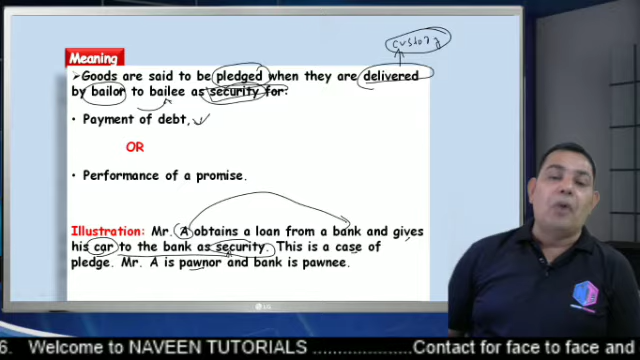 custody
Meaning
➢Goods are said to be pledged when they are delivered
by bailor to bailee as security for:
• Payment of debt,
OR
• Performance of a promise.
Illustration: Mr. A obtains a loan from a bank and gives
his car to the bank as security. This is a case of
pledge. Mr. A is pawnor and bank is pawnee.
LG
6. Welcome to NAVEEN TUTORIALS ................... Contact for face to face and